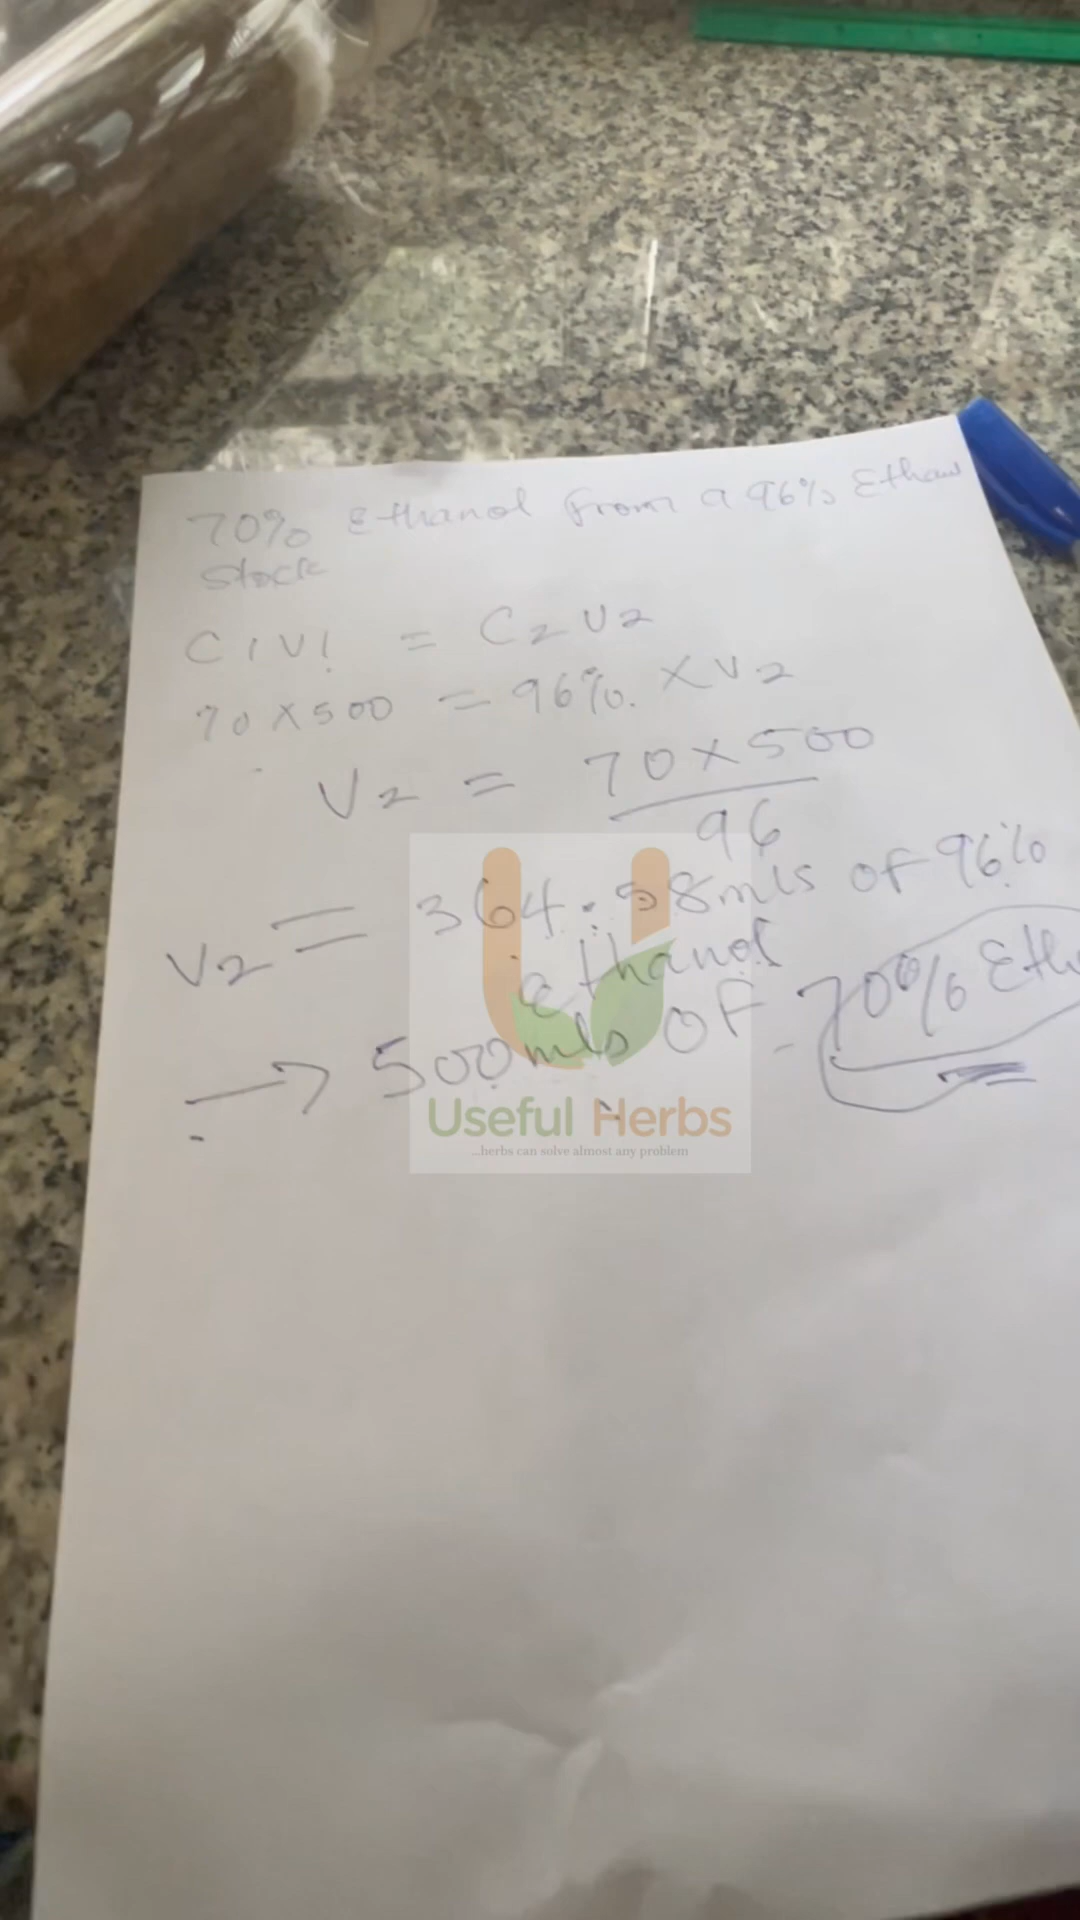 70% Ethanol from a 96% Ethan
Stock
C1V1 = C2V2
70 X 500 = 96% X V2
V2 = 70 X 500
96
V2 = 364.58mls of 96%
ethanol
→ 500mls of 70% Eth
Useful Herbs
...herbs can solve almost any problem